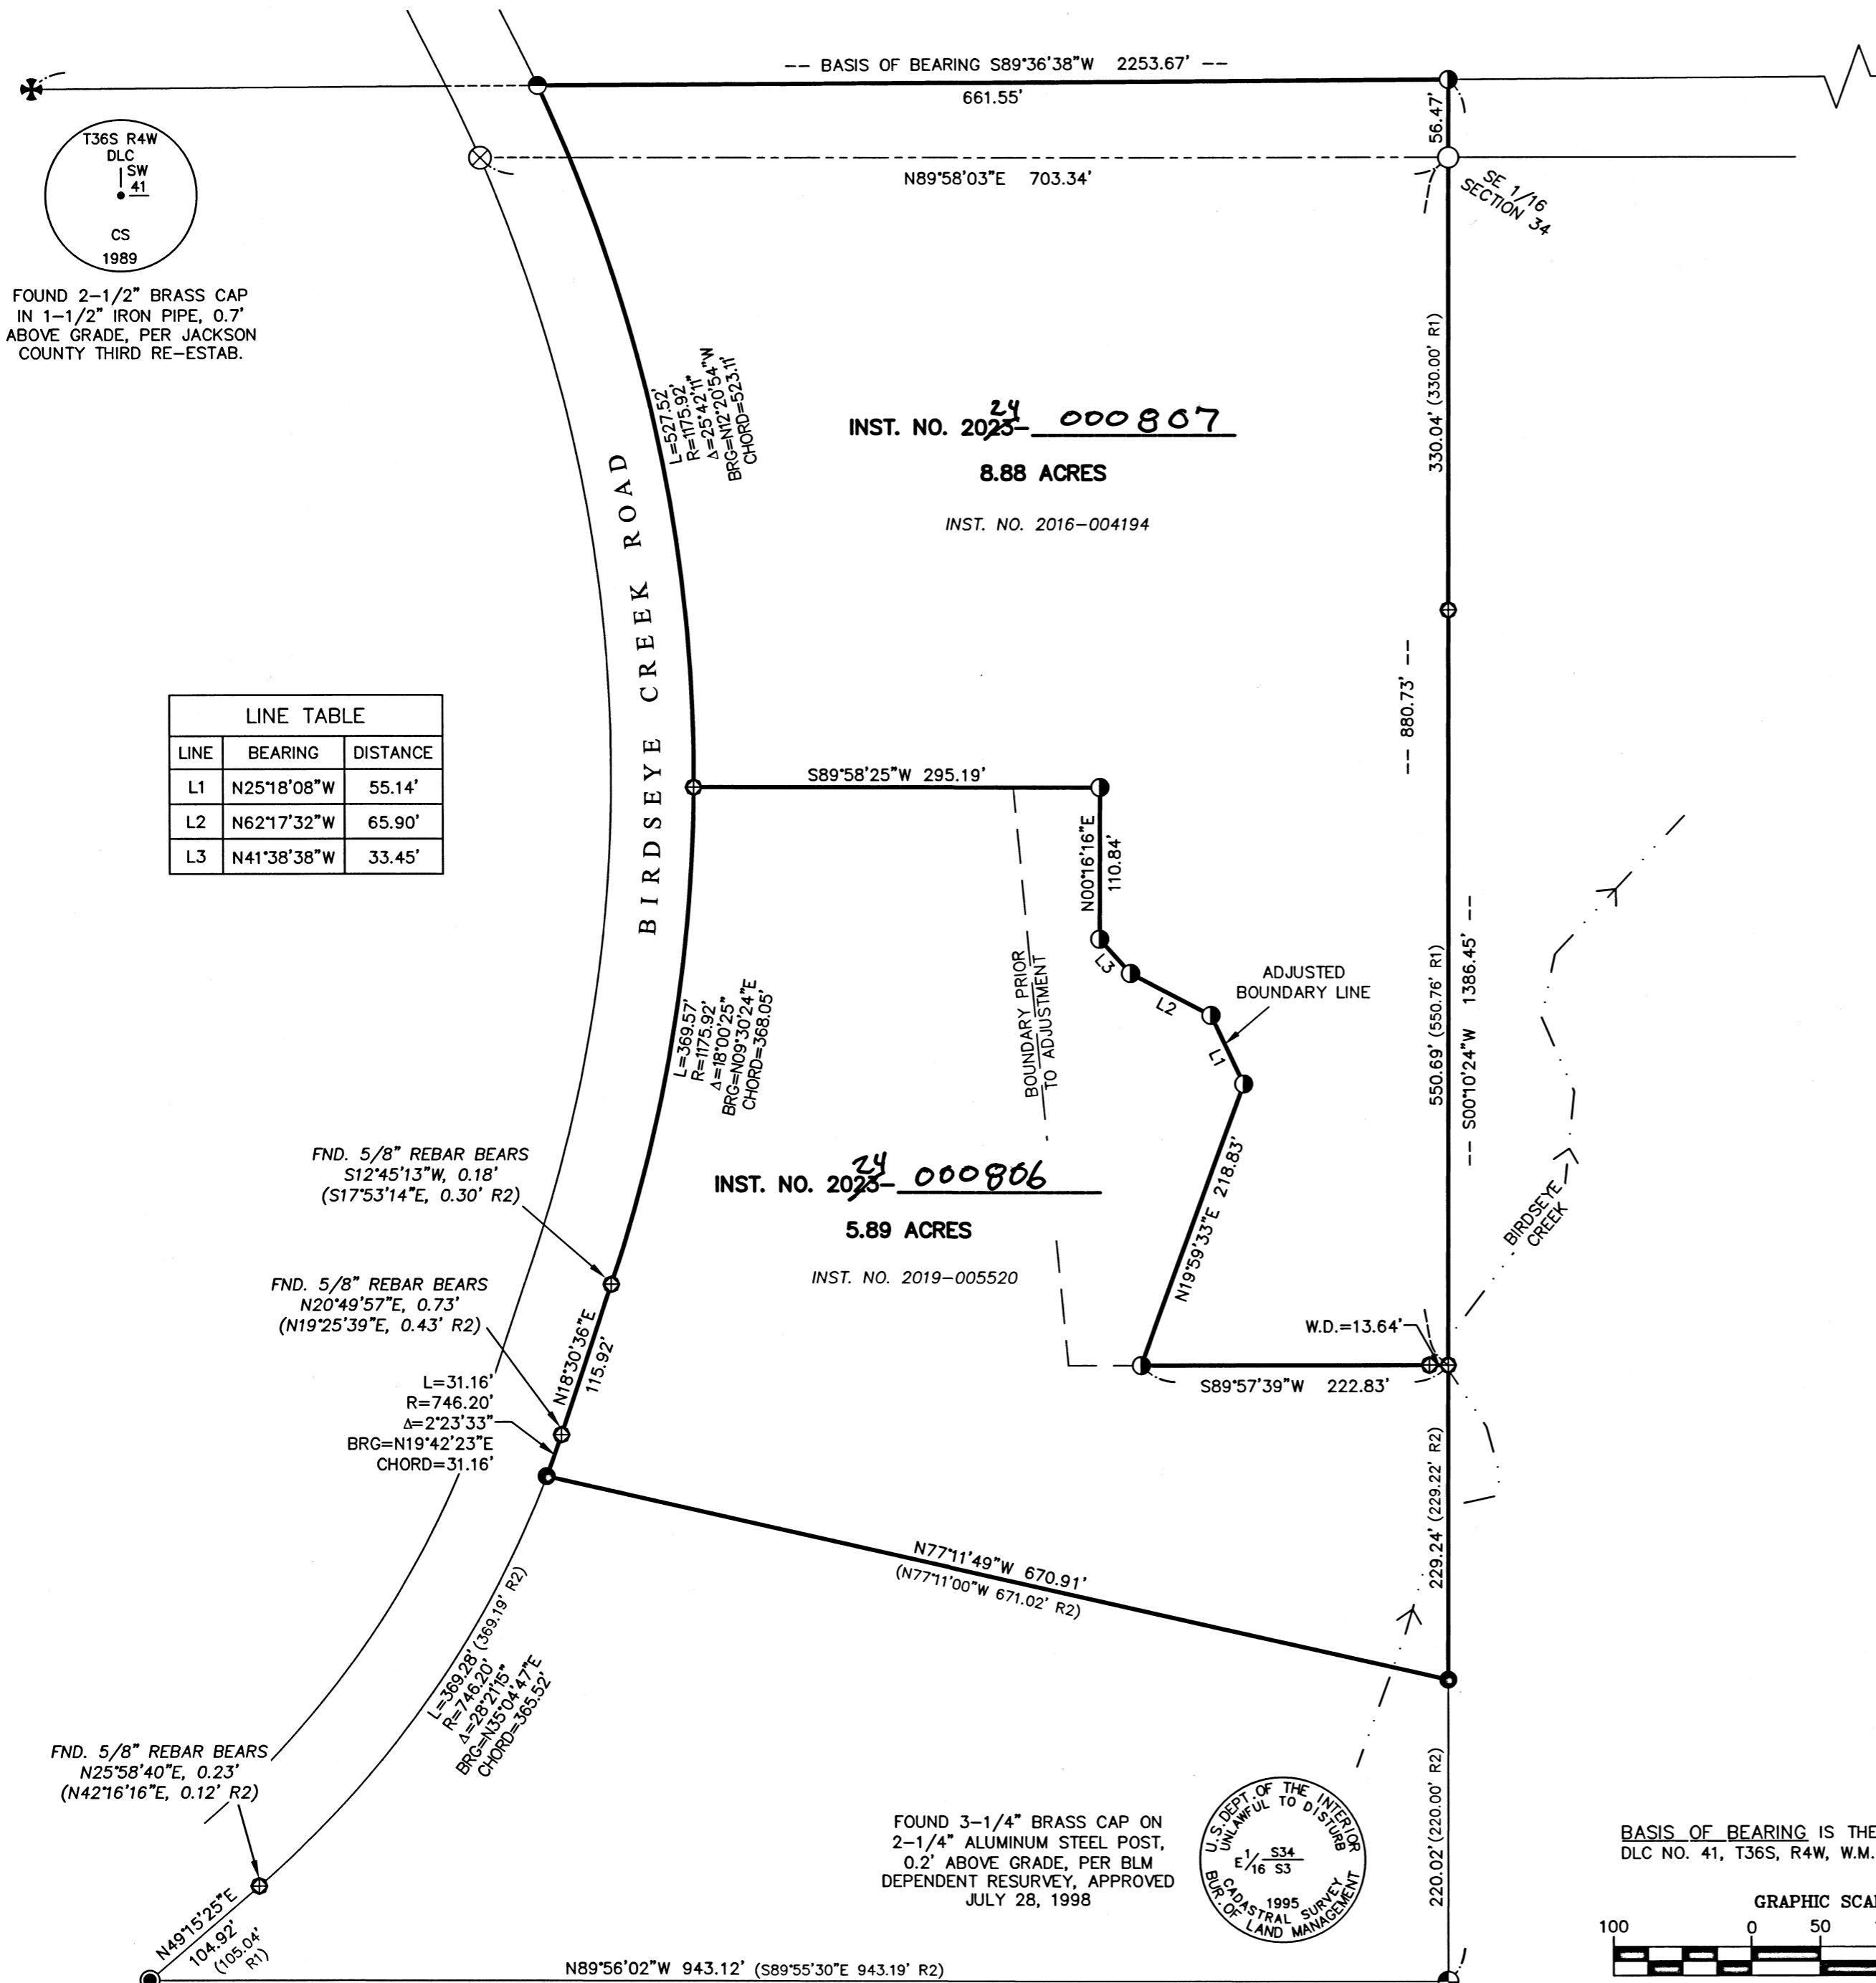 -- BASIS OF BEARING S89°36'38"W 2253.67' --
661.55'
56.47'
T36S R4W
DLC
SW
41
CS
1989
N89°58'03"E 703.34'
SE 1/16
SECTION 34
FOUND 2-1/2" BRASS CAP
IN 1-1/2" IRON PIPE, 0.7'
ABOVE GRADE, PER JACKSON
COUNTY THIRD RE-ESTAB.
L=527.52'
R=1175.92'
Δ=25°42'11"
BRG=N12°20'54"W
CHORD=523.11'
330.04' (330.00' R1)
24
INST. NO. 2023- 000807
8.88 ACRES
INST. NO. 2016-004194
BIRDSEYE CREEK ROAD
-- 880.73' --
LINE TABLE
LINE BEARING DISTANCE
L1 N25°18'08"W 55.14'
L2 N62°17'32"W 65.90'
L3 N41°38'38"W 33.45'
S89°58'25"W 295.19'
N00°16'16"E
110.84'
L3
L2
L1
ADJUSTED
BOUNDARY LINE
BOUNDARY PRIOR
TO ADJUSTMENT
550.69' (550.76' R1)
-- S00°10'24"W 1386.45' --
L=369.57'
R=1175.92'
Δ=18°00'25"
BRG=N09°30'24"E
CHORD=368.05'
FND. 5/8" REBAR BEARS
S12°45'13"W, 0.18'
(S17°53'14"E, 0.30' R2)
24
INST. NO. 2023- 000806
5.89 ACRES
INST. NO. 2019-005520
N19°59'33"E 218.83'
BIRDSEYE
CREEK
FND. 5/8" REBAR BEARS
N20°49'57"E, 0.73'
(N19°25'39"E, 0.43' R2)
N18°30'36"E
115.92'
W.D.=13.64'
S89°57'39"W 222.83'
L=31.16'
R=746.20'
Δ=2°23'33"
BRG=N19°42'23"E
CHORD=31.16'
229.24' (229.22' R2)
N77°11'49"W 670.91'
(N77°11'00"W 671.02' R2)
L=369.28' (369.19' R2)
R=746.20'
Δ=28°21'15"
BRG=N35°04'47"E
CHORD=365.52'
FND. 5/8" REBAR BEARS
N25°58'40"E, 0.23'
(N42°16'16"E, 0.12' R2)
FOUND 3-1/4" BRASS CAP ON
2-1/4" ALUMINUM STEEL POST,
0.2' ABOVE GRADE, PER BLM
DEPENDENT RESURVEY, APPROVED
JULY 28, 1998
U.S. DEPT. OF THE INTERIOR
UNLAWFUL TO DISTURB
E 1/16 S34
S3
1995
CADASTRAL SURVEY
BUR. OF LAND MANAGEMENT
220.02' (220.00' R2)
BASIS OF BEARING IS THE
DLC NO. 41, T36S, R4W, W.M.
GRAPHIC SCA
100 0 50
N49°15'25"E
104.92'
(105.04'
R1)
N89°56'02"W 943.12' (S89°55'30"E 943.19' R2)